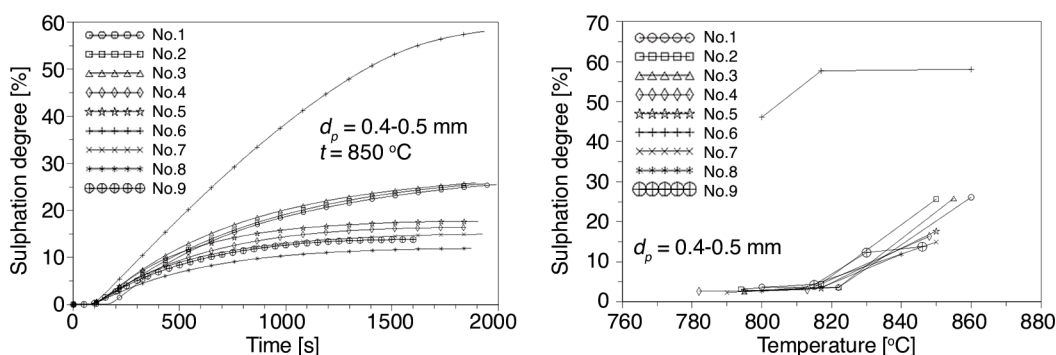 Sulphation degree [%]
60
50
40
30
20
10
0
0
500
1000
1500
2000
Time [s]
No.1
No.2
No.3
No.4
No.5
No.6
No.7
No.8
No.9
dp = 0.4-0.5 mm
t = 850 °C
Sulphation degree [%]
70
60
50
40
30
20
10
0
760
780
800
820
840
860
880
Temperature [°C]
No.1
No.2
No.3
No.4
No.5
No.6
No.7
No.8
No.9
dp = 0.4-0.5 mm